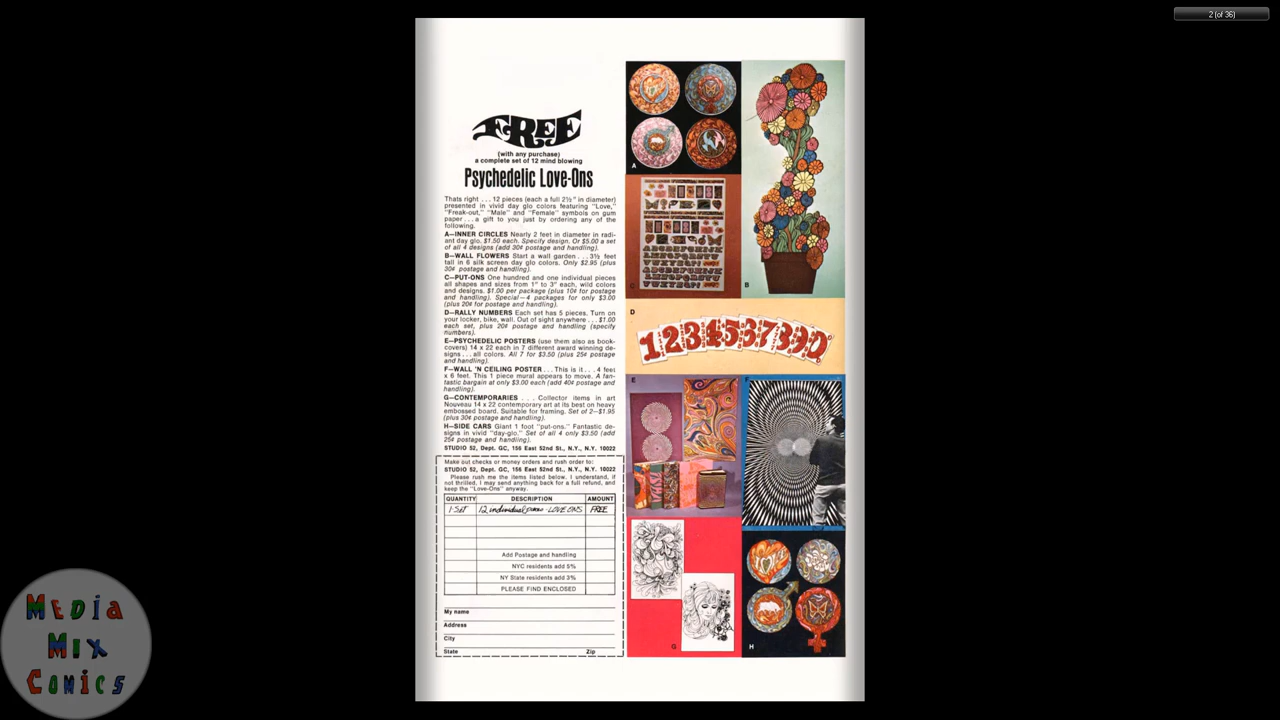 2 (of 36)
FREE
(with any purchase)
a complete set of 12 mind blowing
Psychedelic Love-Ons
Thats right . . . 12 pieces (each a full 2½" in diameter)
presented in vivid day glo colors featuring "Love,"
"Freak-out," "Male" and "Female" symbols on gum
paper . . . a gift to you just by ordering any of the
following.
A—INNER CIRCLES Nearly 2 feet in diameter in radi-
ant day glo. $1.50 each. Specify design. Or $5.00 a set
of all 4 designs (add 30¢ postage and handling).
B—WALL FLOWERS Start a wall garden . . . 3½ feet
tall in 6 silk screen day glo colors. Only $2.95 (plus
30¢ postage and handling).
C—PUT-ONS One hundred and one individual pieces
all shapes and sizes from 1" to 3" each, wild colors
and designs. $1.00 per package (plus 10¢ for postage
and handling). Special—4 packages for only $3.00
(plus 20¢ for postage and handling).
D—RALLY NUMBERS Each set has 5 pieces. Turn on
your locker, bike, wall. Out of sight anywhere . . . $1.00
each set, plus 20¢ postage and handling (specify
numbers).
E—PSYCHEDELIC POSTERS (use them also as book-
covers) 14 x 22 each in 7 different award winning de-
signs . . . all colors. All 7 for $3.50 (plus 25¢ postage
and handling).
F—WALL 'N CEILING POSTER . . . This is it . . . 4 feet
x 6 feet. This 1 piece mural appears to move. A fan-
tastic bargain at only $3.00 each (add 40¢ postage and
handling).
G—CONTEMPORARIES . . . Collector items in art
Nouveau 14 x 22 contemporary art at its best on heavy
embossed board. Suitable for framing. Set of 2—$1.95
(plus 30¢ postage and handling).
H—SIDE CARS Giant 1 foot "put-ons." Fantastic de-
signs in vivid "day-glo." Set of all 4 only $3.50 (add
25¢ postage and handling).
STUDIO 52, Dept. GC, 156 East 52nd St., N.Y., N.Y. 10022
Make out checks or money orders and rush order to:
STUDIO 52, Dept. GC, 156 East 52nd St., N.Y., N.Y. 10022
Please rush me the items listed below. I understand, if
not thrilled, I may send anything back for a full refund, and
keep the "Love-Ons" anyway.
QUANTITY DESCRIPTION AMOUNT
1-SET 12 individual pieces-LOVE ONS FREE
Add Postage and handling
NYC residents add 5%
NY State residents add 3%
PLEASE FIND ENCLOSED
My name
Address
City
State Zip
A
B
C
D
1 2 3 4 5 6 7 8 9 0
E
F
G
LOVE
H
MEDIA
MIX
COMICS